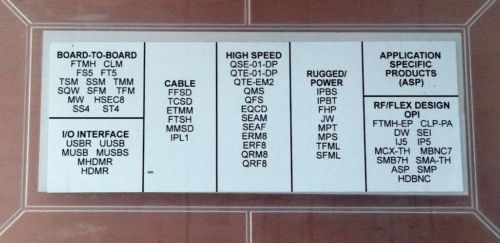 BOARD-TO-BOARD
FTMH CLM
FS5 FT5
TSM SSM TMM
SQW SFM TFM
MW HSEC8
SS4 ST4
I/O INTERFACE
USBR UUSB
MUSB MUSBS
MHDMR
HDMR
CABLE
FFSD
TCSD
ETMM
FTSH
MMSD
IPL1
HIGH SPEED
QSE-01-DP
QTE-01-DP
QTE-EM2
QMS
QFS
EQCD
SEAM
SEAF
ERM8
ERF8
QRM8
QRF8
RUGGED/
POWER
IPBS
IPBT
FHP
JW
MPT
MPS
TFML
SFML
APPLICATION
SPECIFIC
PRODUCTS
(ASP)
RF/FLEX DESIGN
OPI
FTMH-EP CLP-PA
DW SEI
IJ5 IP5
MCX-TH MBNC7
SMB7H SMA-TH
ASP SMP
HDBNC